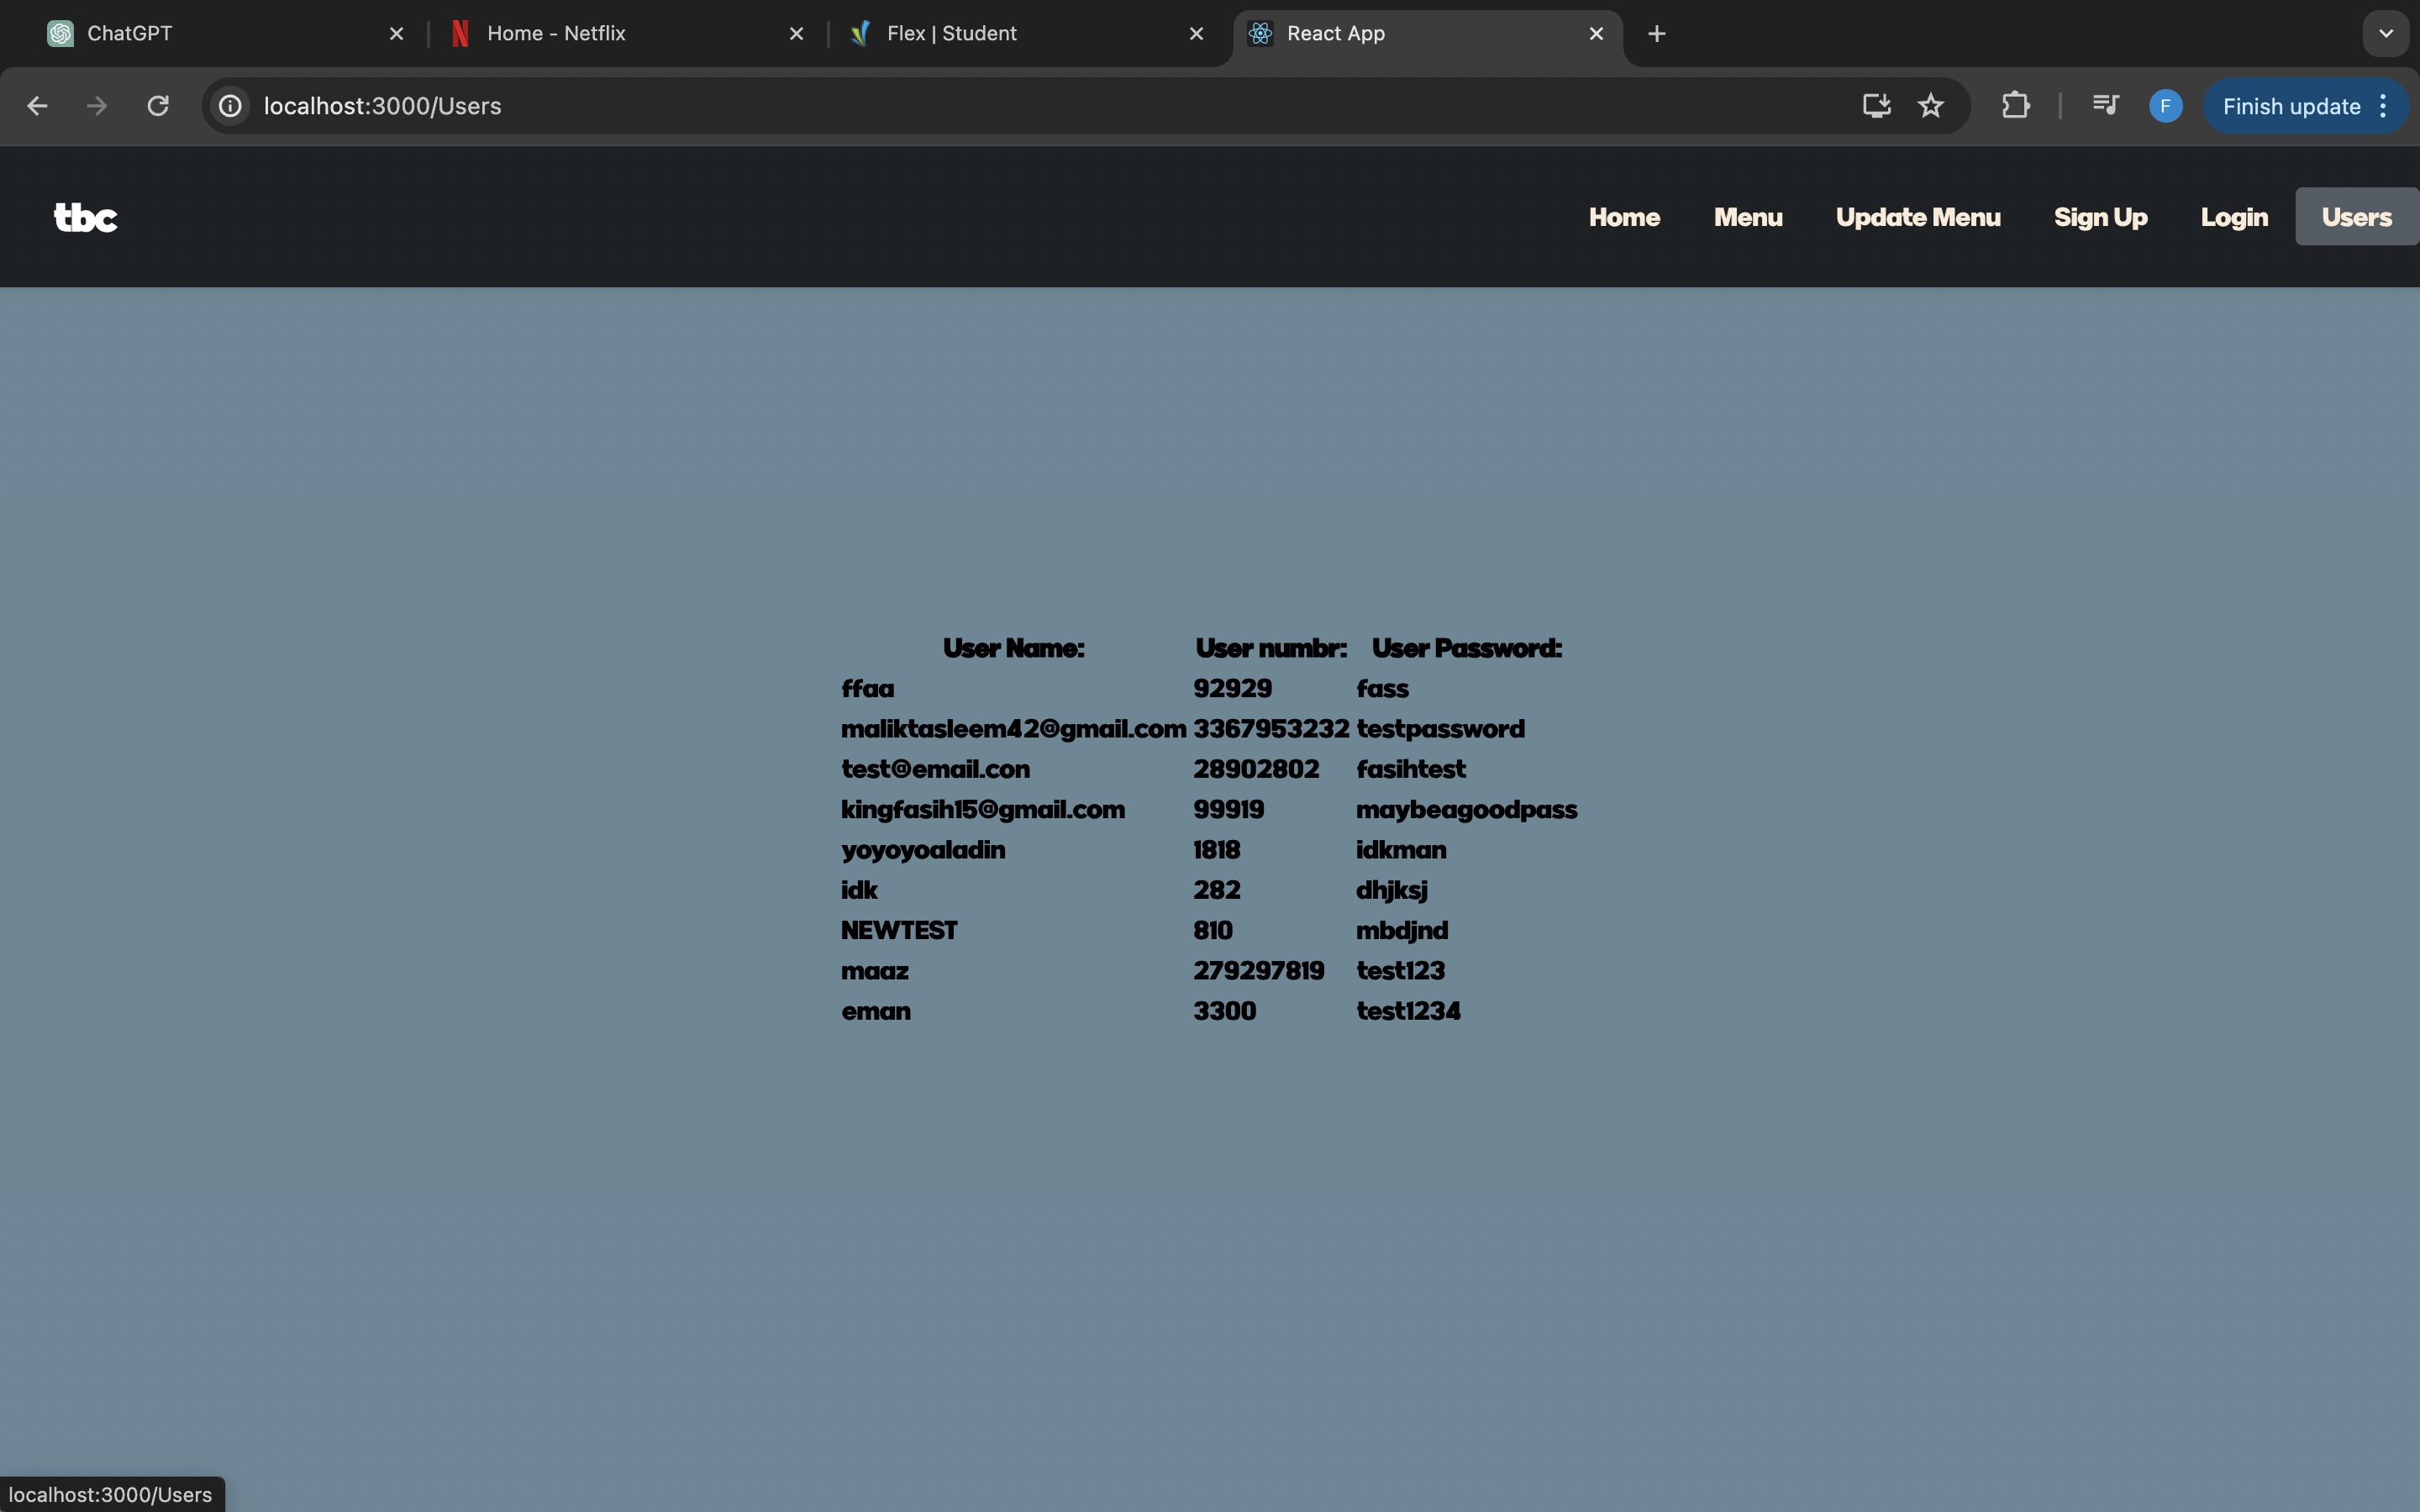 ChatGPT Home - Netflix Flex | Student React App
localhost:3000/Users F Finish update
tbc Home Menu Update Menu Sign Up Login Users
User Name: User numbr: User Password:
ffaa 92929 fass
maliktasleem42@gmail.com 3367953232 testpassword
test@email.con 28902802 fasihtest
kingfasih15@gmail.com 99919 maybeagoodpass
yoyoyoaladin 1818 idkman
idk 282 dhjksj
NEWTEST 810 mbdjnd
maaz 279297819 test123
eman 3300 test1234
localhost:3000/Users